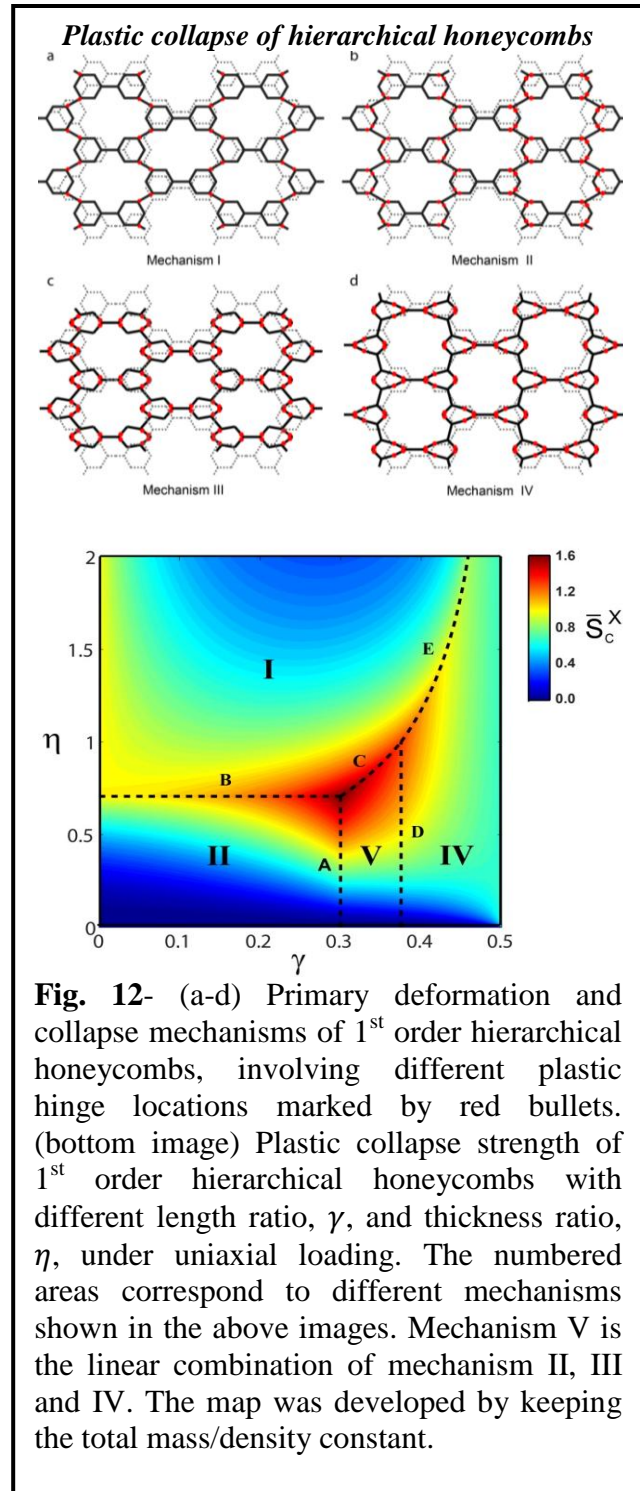 Plastic collapse of hierarchical honeycombs
a
b
Mechanism I
Mechanism II
c
d
Mechanism III
Mechanism IV
2
1.6
1.2
0.8
0.4
0.0
S̄_C^X
1.5
E
I
η
1
C
B
0.5
II
A
V
D
IV
0
0
0.1
0.2
0.3
0.4
0.5
γ
Fig. 12- (a-d) Primary deformation and
collapse mechanisms of 1st order hierarchical
honeycombs, involving different plastic
hinge locations marked by red bullets.
(bottom image) Plastic collapse strength of
1st order hierarchical honeycombs with
different length ratio, γ, and thickness ratio,
η, under uniaxial loading. The numbered
areas correspond to different mechanisms
shown in the above images. Mechanism V is
the linear combination of mechanism II, III
and IV. The map was developed by keeping
the total mass/density constant.